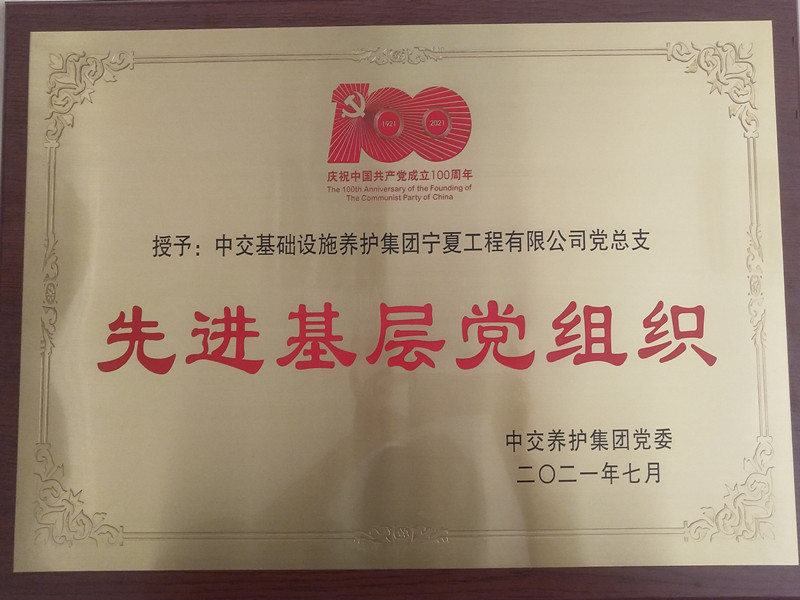 100
1921
2021
庆祝中国共产党成立100周年
The 100th Anniversary of the Founding of
The Communist Party of China
授予：中交基础设施养护集团宁夏工程有限公司党总支
先进基层党组织
中交养护集团党委
二〇二一年七月